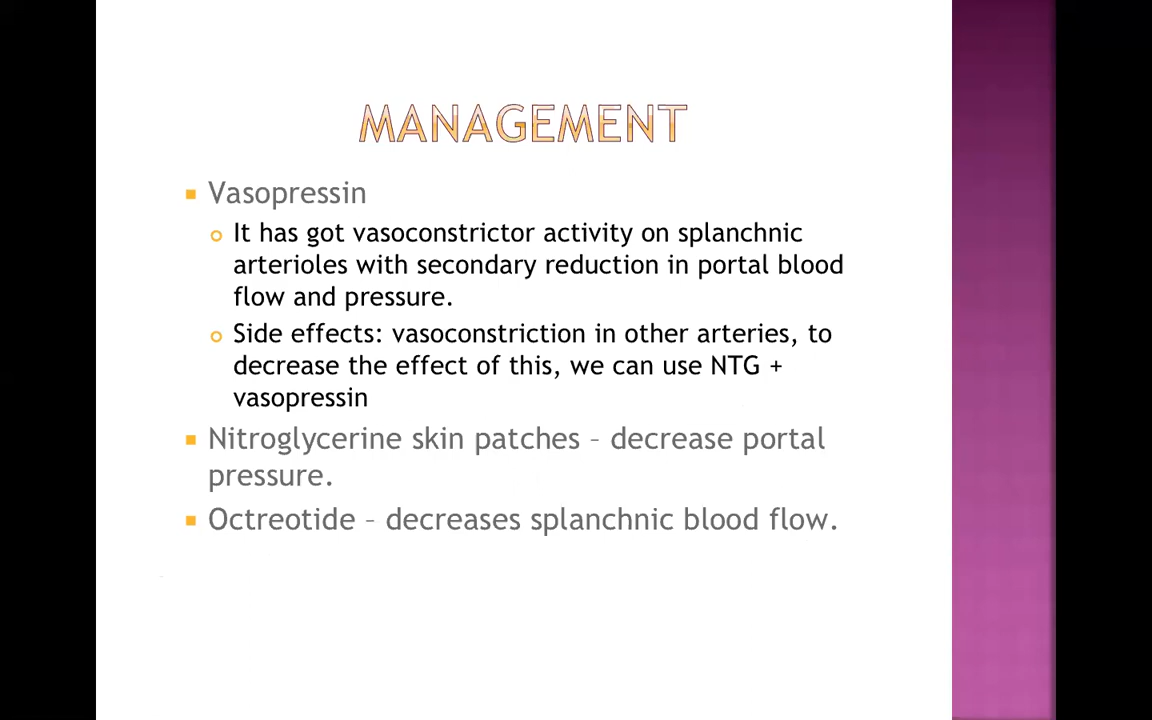 MANAGEMENT
Vasopressin
It has got vasoconstrictor activity on splanchnic
arterioles with secondary reduction in portal blood
flow and pressure.
Side effects: vasoconstriction in other arteries, to
decrease the effect of this, we can use NTG +
vasopressin
Nitroglycerine skin patches – decrease portal
pressure.
Octreotide – decreases splanchnic blood flow.